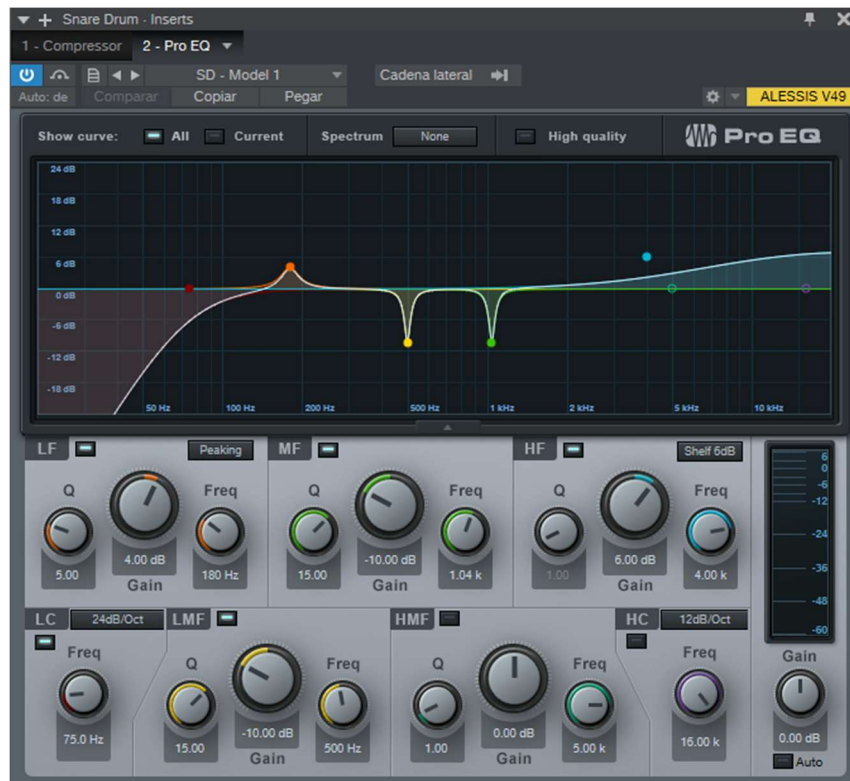 Snare Drum · Inserts
1 - Compressor 2 - Pro EQ
SD - Model 1 Cadena lateral
Auto: de Comparar Copiar Pegar ALESSIS V49
Show curve: All Current Spectrum None High quality Pro EQ
24 dB
18 dB
12 dB
6 dB
0 dB
-6 dB
-12 dB
-18 dB
50 Hz 100 Hz 200 Hz 500 Hz 1 kHz 2 kHz 5 kHz 10 kHz
LF Peaking MF HF Shelf 6dB
Q Freq Q Freq Q Freq
5.00 4.00 dB 180 Hz 15.00 -10.00 dB 1.04 k 1.00 6.00 dB 4.00 k
Gain Gain Gain
6
0
-6
-12
-24
-36
-48
-60
LC 24dB/Oct LMF HMF HC 12dB/Oct
Freq Q Freq Q Freq Freq Gain
75.0 Hz 15.00 -10.00 dB 500 Hz 1.00 0.00 dB 5.00 k 16.00 k 0.00 dB
Gain Gain Auto